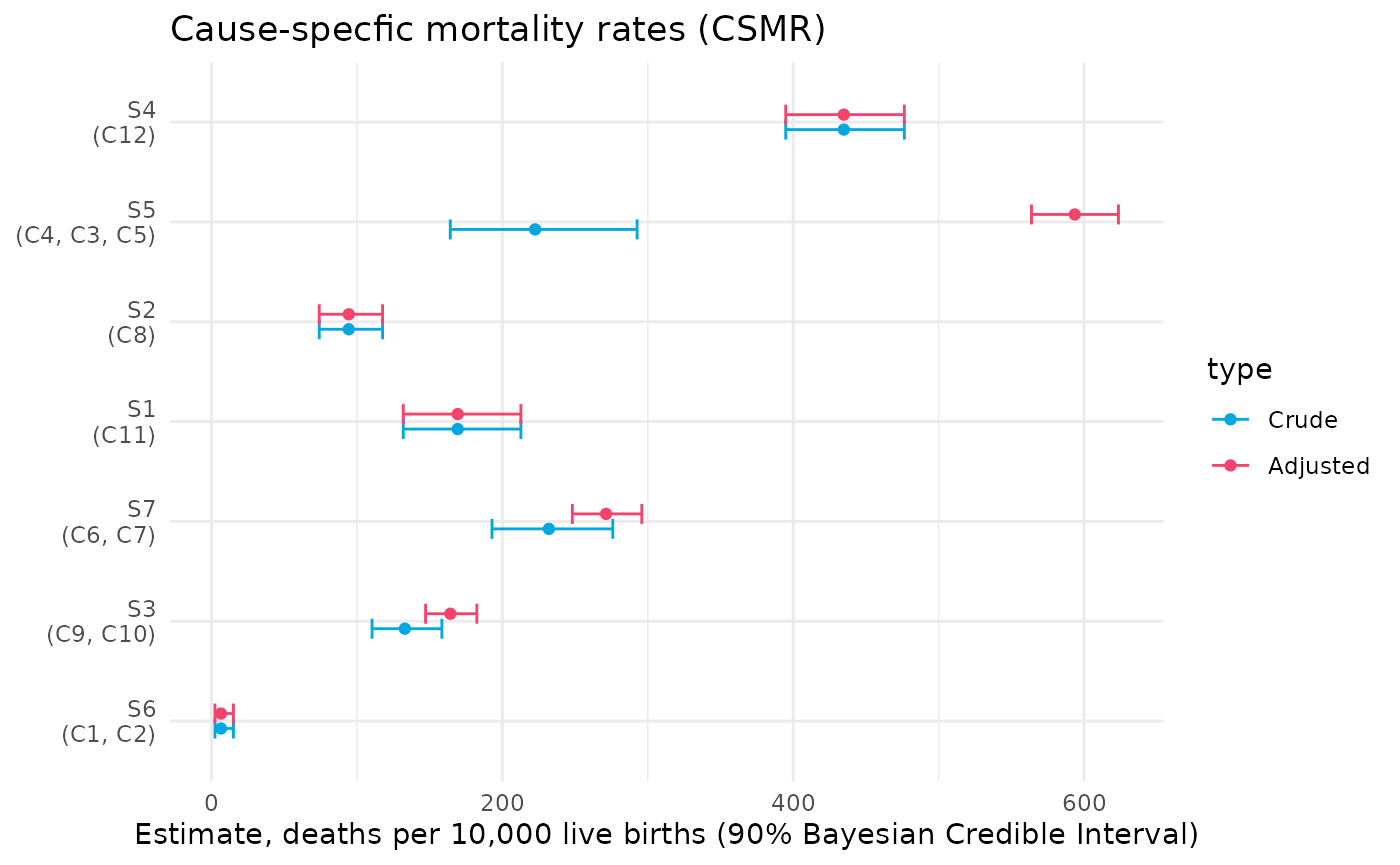 Cause-specfic mortality rates (CSMR)
S4
(C12)
S5
(C4, C3, C5)
S2
(C8)
S1
(C11)
S7
(C6, C7)
S3
(C9, C10)
S6
(C1, C2)
0 200 400 600
Estimate, deaths per 10,000 live births (90% Bayesian Credible Interval)
type
Crude
Adjusted